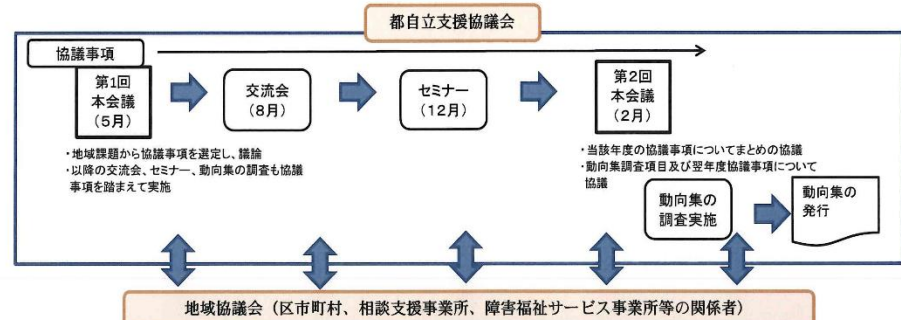 都自立支援協議会
協議事項
第1回
本会議
（5月）
交流会
（8月）
セミナー
（12月）
第2回
本会議
（2月）
・地域課題から協議事項を選定し、議論
・以降の交流会、セミナー、動向集の調査も協議
事項を踏まえて実施
・当該年度の協議事項についてまとめの協議
・動向集調査項目及び翌年度協議事項について
協議
動向集の
調査実施
動向集の
発行
地域協議会（区市町村、相談支援事業所、障害福祉サービス事業所等の関係者）